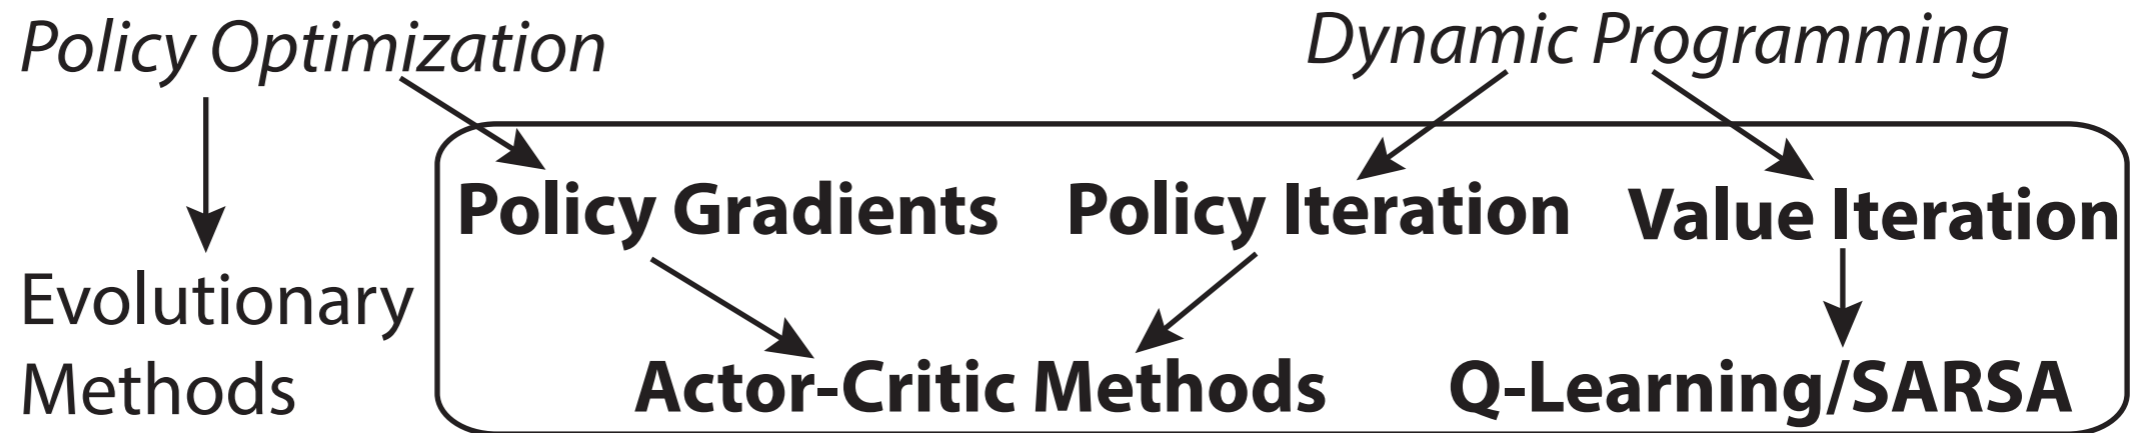 Policy Optimization
Dynamic Programming
Policy Gradients
Policy Iteration
Value Iteration
Evolutionary
Methods
Actor-Critic Methods
Q-Learning/SARSA